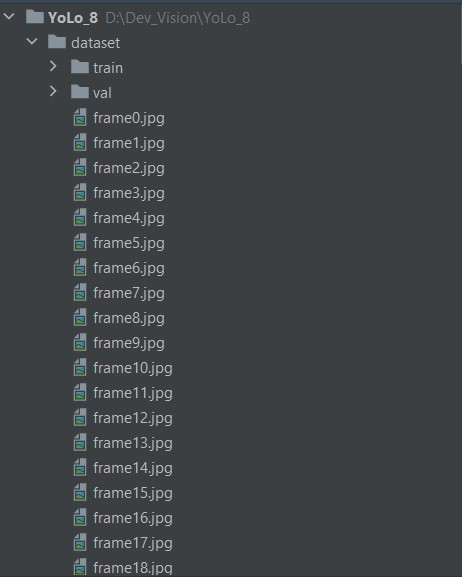 YoLo_8 D:\Dev_Vision\YoLo_8
dataset
train
val
frame0.jpg
frame1.jpg
frame2.jpg
frame3.jpg
frame4.jpg
frame5.jpg
frame6.jpg
frame7.jpg
frame8.jpg
frame9.jpg
frame10.jpg
frame11.jpg
frame12.jpg
frame13.jpg
frame14.jpg
frame15.jpg
frame16.jpg
frame17.jpg
frame18.jpg